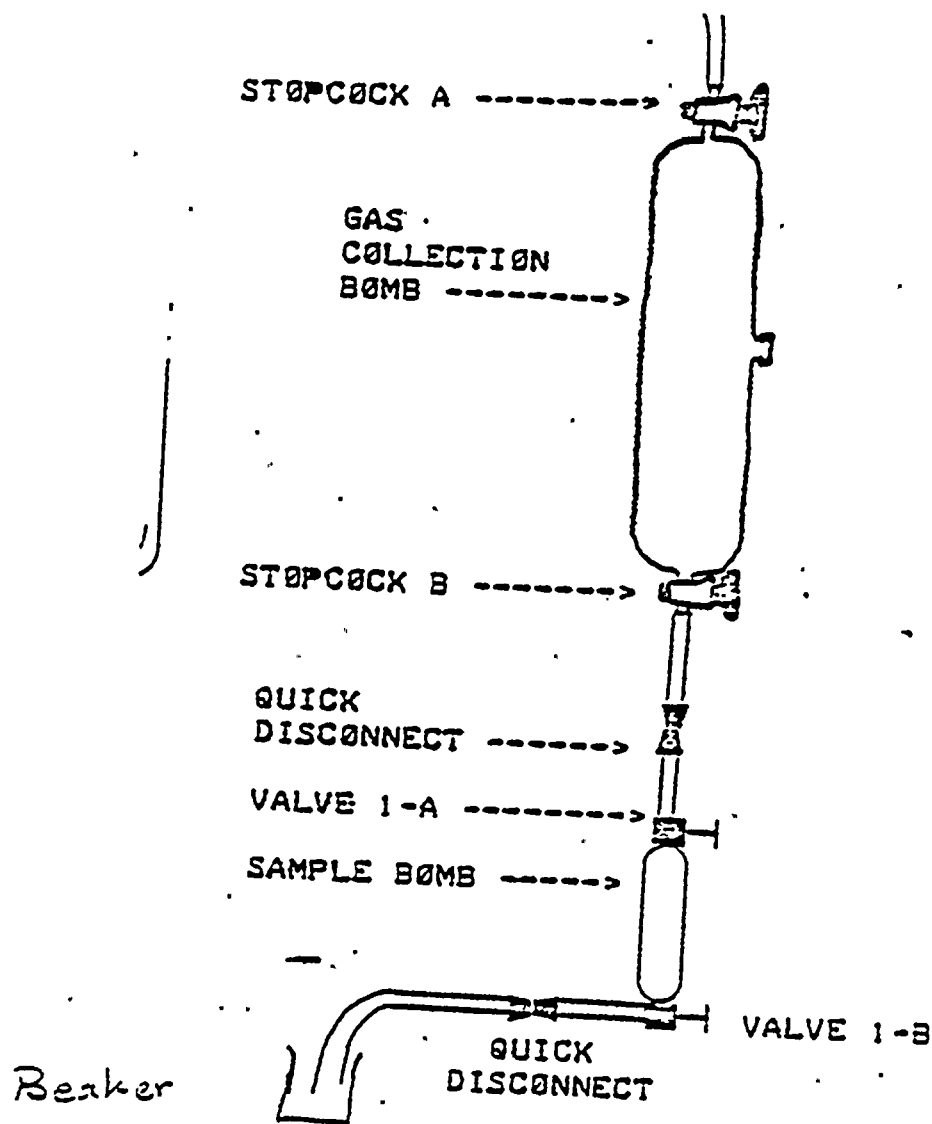 STØPCØCK A
GAS
CØLLECTIØN
BØMB
STØPCØCK B
QUICK
DISCØNNECT
VALVE 1-A
SAMPLE BØMB
VALVE 1-B
QUICK
DISCØNNECT
Beaker